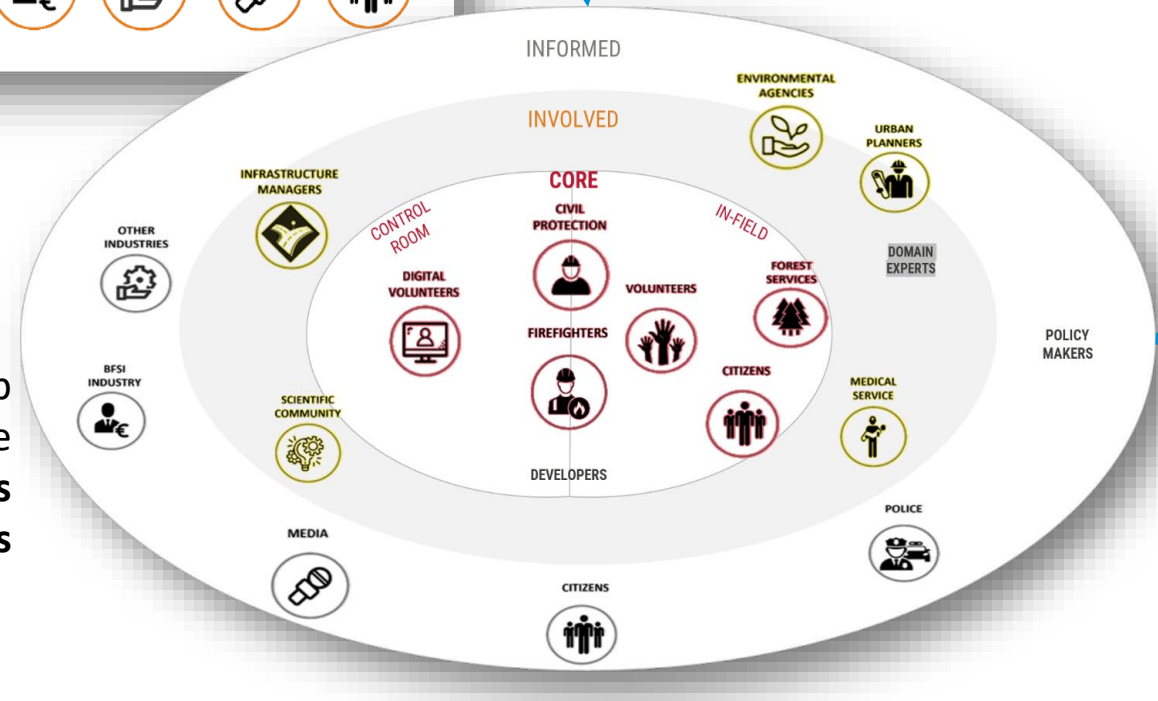 INFORMED
ENVIRONMENTAL
AGENCIES
INVOLVED
URBAN
PLANNERS
INFRASTRUCTURE
MANAGERS
CORE
CIVIL
PROTECTION
CONTROL
ROOM
IN-FIELD
OTHER
INDUSTRIES
DOMAIN
EXPERTS
DIGITAL
VOLUNTEERS
VOLUNTEERS
FOREST
SERVICES
FIREFIGHTERS
POLICY
MAKERS
BFSI
INDUSTRY
CITIZENS
MEDICAL
SERVICE
SCIENTIFIC
COMMUNITY
DEVELOPERS
MEDIA
POLICE
CITIZENS